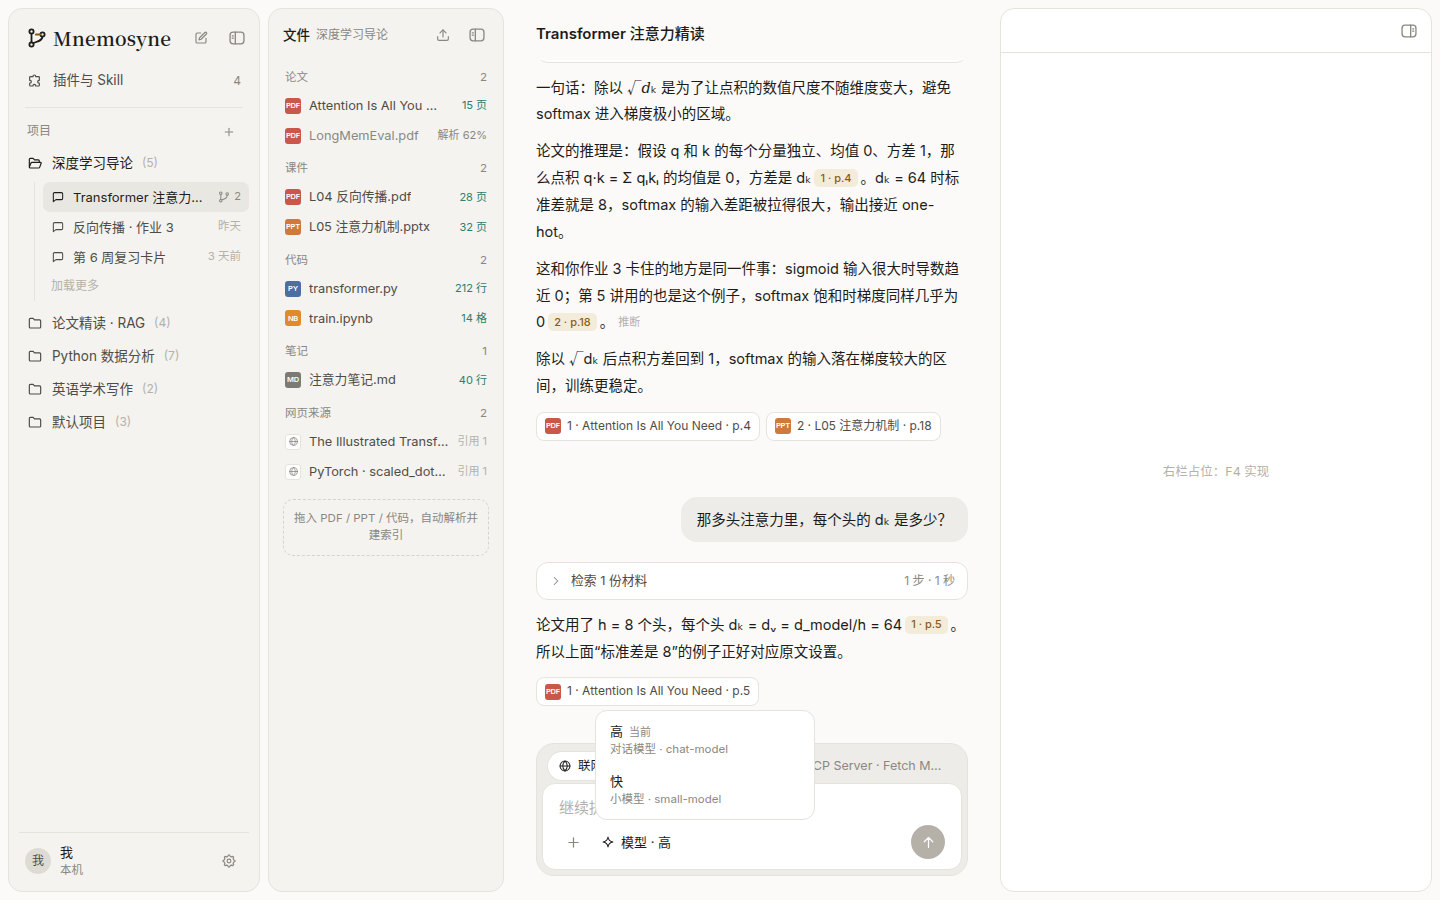 Mnemosyne
插件与 Skill 4
项目
深度学习导论 (5)
Transformer 注意力... 2
反向传播 · 作业 3 昨天
第 6 周复习卡片 3 天前
加载更多
论文精读 · RAG (4)
Python 数据分析 (7)
英语学术写作 (2)
默认项目 (3)
我
我
本机
文件 深度学习导论
论文 2
PDF Attention Is All You ... 15 页
PDF LongMemEval.pdf 解析 62%
课件 2
PDF L04 反向传播.pdf 28 页
PPT L05 注意力机制.pptx 32 页
代码 2
PY transformer.py 212 行
NB train.ipynb 14 格
笔记 1
MD 注意力笔记.md 40 行
网页来源 2
The Illustrated Transf... 引用 1
PyTorch · scaled_dot... 引用 1
拖入 PDF / PPT / 代码，自动解析并
建索引
Transformer 注意力精读
一句话：除以 √dₖ 是为了让点积的数值尺度不随维度变大，避免
softmax 进入梯度极小的区域。
论文的推理是：假设 q 和 k 的每个分量独立、均值 0、方差 1，那
么点积 q·k = Σ qᵢkᵢ 的均值是 0，方差是 dₖ 1 · p.4 。dₖ = 64 时标
准差就是 8，softmax 的输入差距被拉得很大，输出接近 one-
hot。
这和你作业 3 卡住的地方是同一件事：sigmoid 输入很大时导数趋
近 0；第 5 讲用的也是这个例子，softmax 饱和时梯度同样几乎为
0 2 · p.18 。 推断
除以 √dₖ 后点积方差回到 1，softmax 的输入落在梯度较大的区
间，训练更稳定。
PDF 1 · Attention Is All You Need · p.4 PPT 2 · L05 注意力机制 · p.18
那多头注意力里，每个头的 dₖ 是多少？
检索 1 份材料 1 步 · 1 秒
论文用了 h = 8 个头，每个头 dₖ = dᵥ = d_model/h = 64 1 · p.5 。
所以上面“标准差是 8”的例子正好对应原文设置。
PDF 1 · Attention Is All You Need · p.5
高 当前
对话模型 · chat-model
快
小模型 · small-model
联 CP Server · Fetch M...
继续
模型 · 高
右栏占位：F4 实现